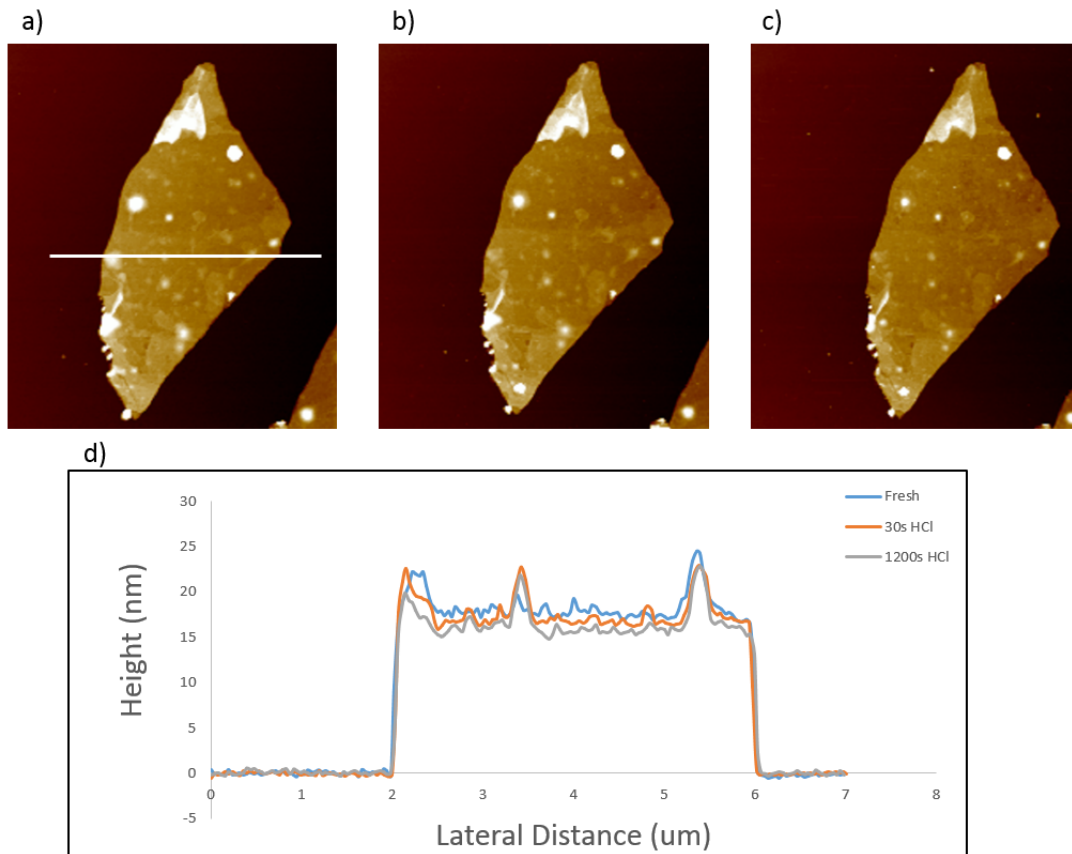 a)
b)
c)
d)
30
25
20
15
10
5
0
-5
0 1 2 3 4 5 6 7 8
Height (nm)
Lateral Distance (um)
Fresh
30s HCl
1200s HCl